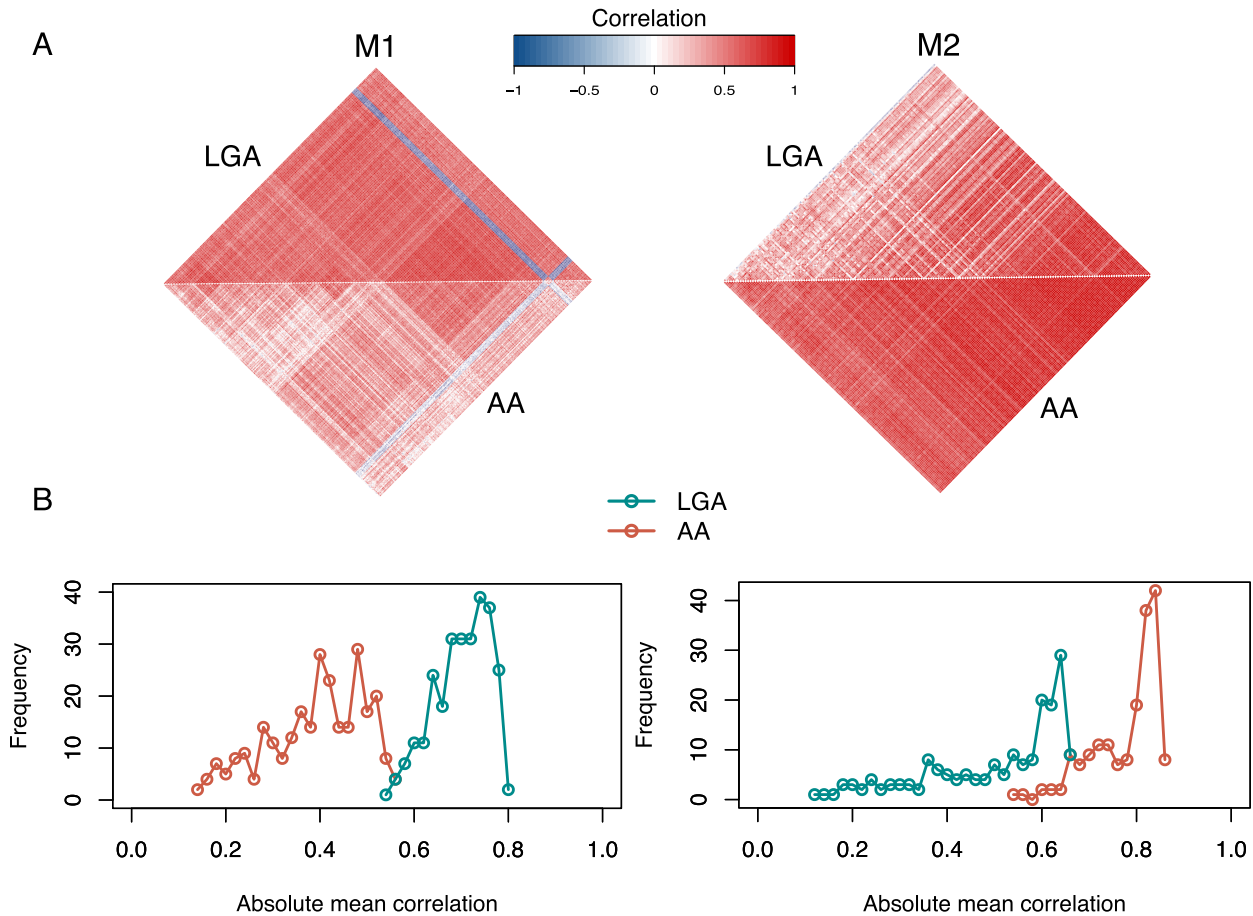 A
M1
Correlation
M2
−1 −0.5 0 0.5 1
LGA
LGA
AA
AA
B
LGA
AA
Frequency
0 10 20 30 40
0.0 0.2 0.4 0.6 0.8 1.0
Absolute mean correlation
Frequency
0 10 20 30 40
0.0 0.2 0.4 0.6 0.8 1.0
Absolute mean correlation